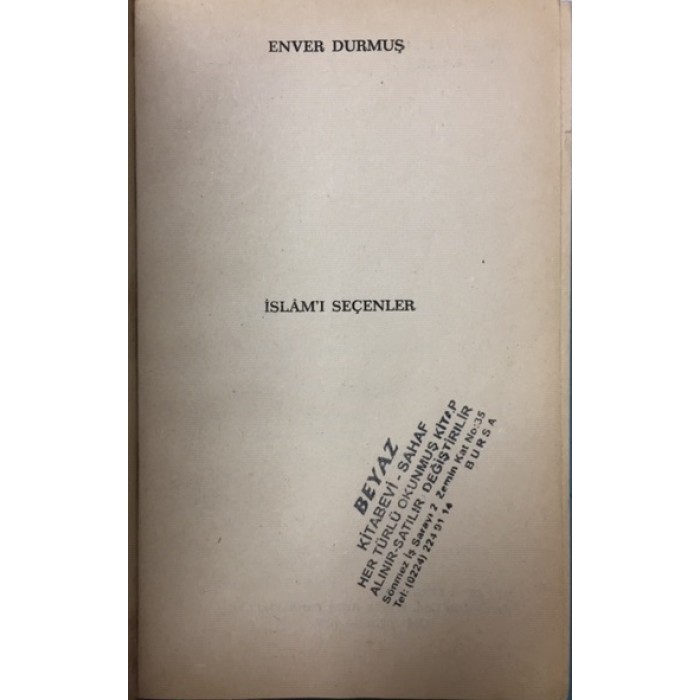 ENVER DURMUŞ
İSLÂM'I SEÇENLER
BEYAZ
KİTABEVİ - SAHAF
HER TÜRLÜ OKUNMUŞ KİTAP
ALINIR-SATILIR DEĞİŞTİRİLİR
Sönmez İş Sarayı 2 Zemin Kat No:35
Tel: (0224) 224 91 14 BURSA